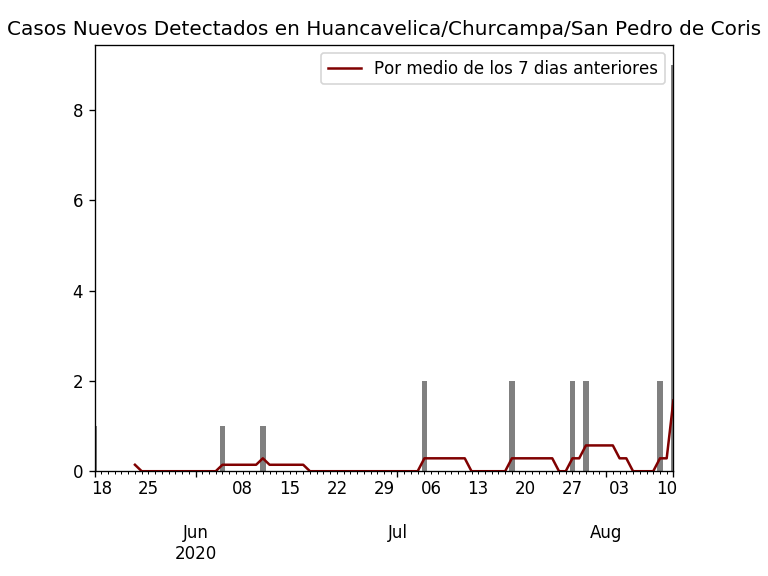 Casos Nuevos Detectados en Huancavelica/Churcampa/San Pedro de Coris
Por medio de los 7 dias anteriores
8
6
4
2
0
18 25 08 15 22 29 06 13 20 27 03 10
Jun Jul Aug
2020